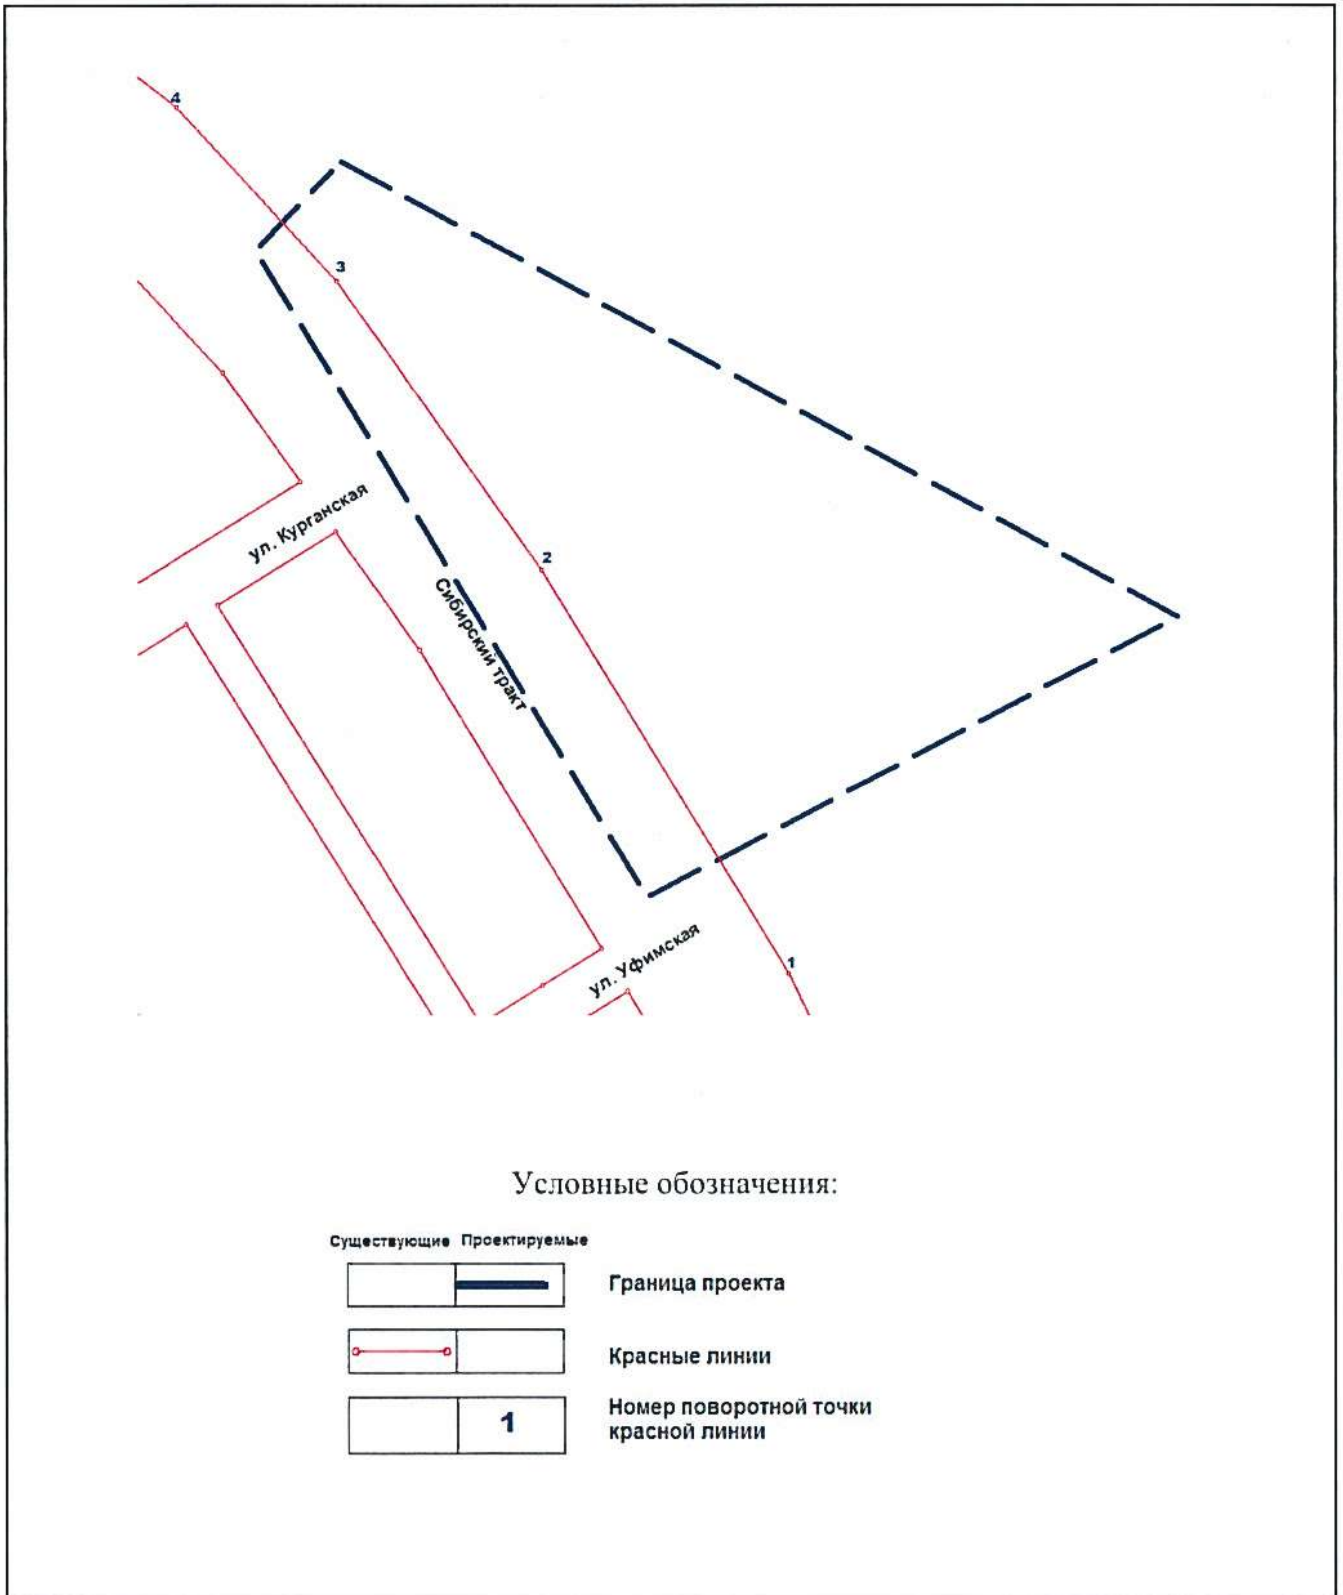 4
3
ул. Курганская
2
Сибирский тракт
ул. Уфимская
1
Условные обозначения:
Существующие Проектируемые
Граница проекта
Красные линии
1
Номер поворотной точки
красной линии